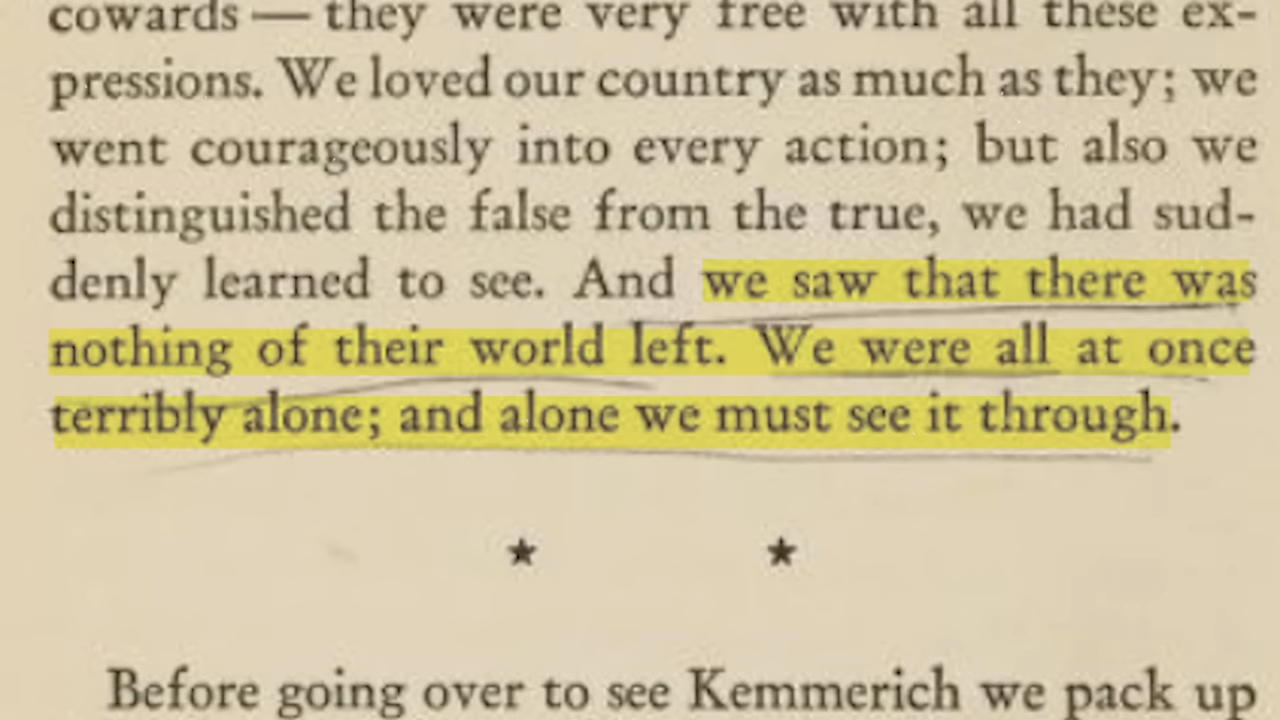 cowards — they were very free with all these ex-
pressions. We loved our country as much as they; we
went courageously into every action; but also we
distinguished the false from the true, we had sud-
denly learned to see. And we saw that there was
nothing of their world left. We were all at once
terribly alone; and alone we must see it through.
★ ★
Before going over to see Kemmerich we pack up